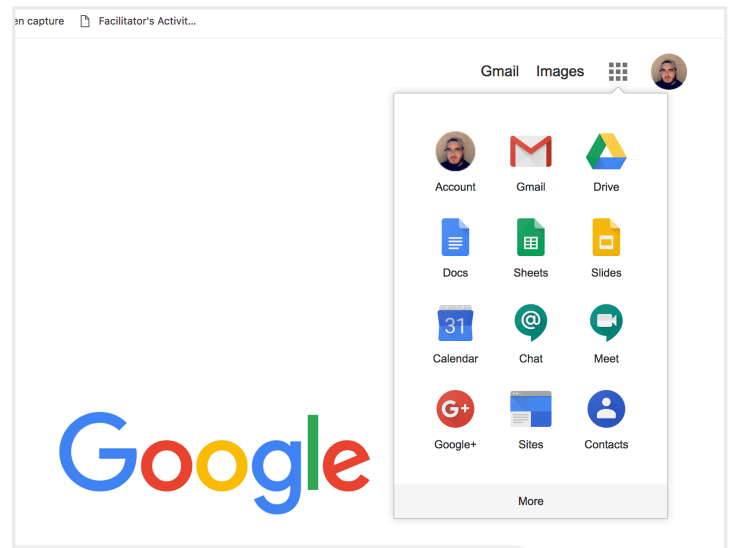 en capture Facilitator's Activit...
Gmail Images
Account Gmail Drive
Docs Sheets Slides
31
Calendar Chat Meet
G+
Google+ Sites Contacts
Google
More